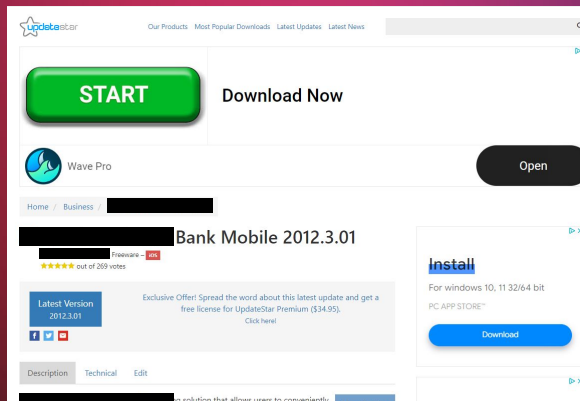 updatestar
Our Products Most Popular Downloads Latest Updates Latest News
START
Download Now
Wave Pro
Open
Home / Business /
Bank Mobile 2012.3.01
Freeware - iOS
out of 269 votes
Install
For windows 10, 11 32/64 bit
PC APP STORE™
Download
Latest Version
2012.3.01
Exclusive Offer! Spread the word about this latest update and get a
free license for UpdateStar Premium ($34.95).
Click here!
Description Technical Edit
solution that allows users to conveniently